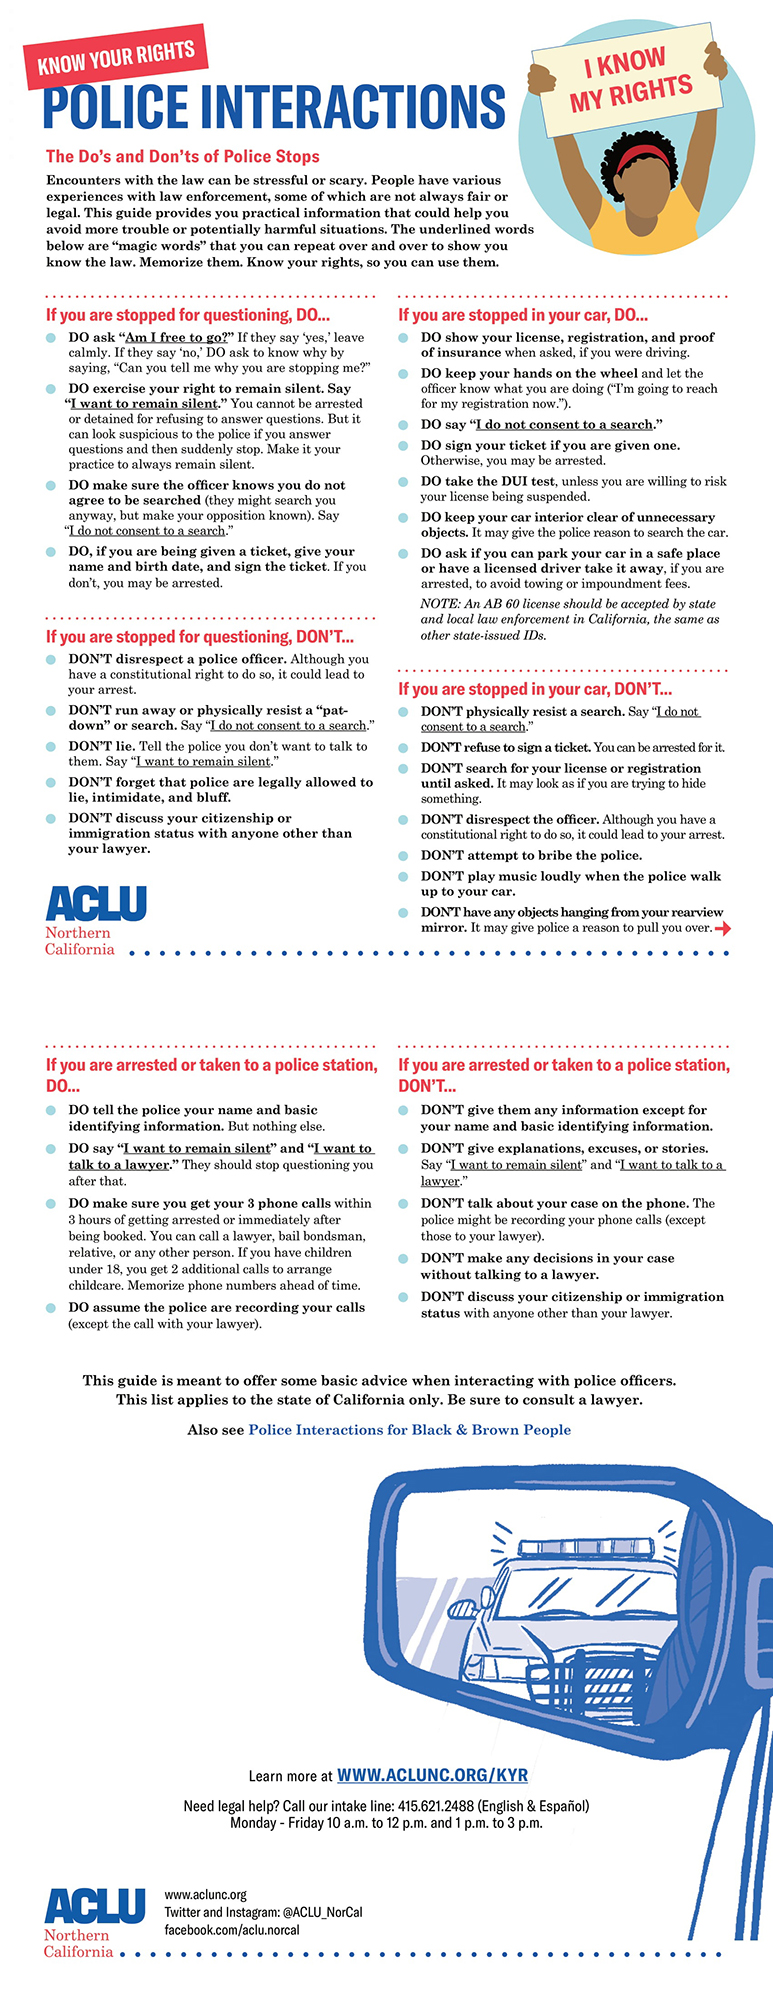 KNOW YOUR RIGHTS
POLICE INTERACTIONS
I KNOW
MY RIGHTS
The Do's and Don'ts of Police Stops
Encounters with the law can be stressful or scary. People have various
experiences with law enforcement, some of which are not always fair or
legal. This guide provides you practical information that could help you
avoid more trouble or potentially harmful situations. The underlined words
below are “magic words” that you can repeat over and over to show you
know the law. Memorize them. Know your rights, so you can use them.
If you are stopped for questioning, DO...
DO ask “Am I free to go?” If they say ‘yes,’ leave
calmly. If they say ‘no,’ DO ask to know why by
saying, “Can you tell me why you are stopping me?”
DO exercise your right to remain silent. Say
“I want to remain silent.” You cannot be arrested
or detained for refusing to answer questions. But it
can look suspicious to the police if you answer
questions and then suddenly stop. Make it your
practice to always remain silent.
DO make sure the officer knows you do not
agree to be searched (they might search you
anyway, but make your opposition known). Say
“I do not consent to a search.”
DO, if you are being given a ticket, give your
name and birth date, and sign the ticket. If you
don’t, you may be arrested.
If you are stopped for questioning, DON’T...
DON’T disrespect a police officer. Although you
have a constitutional right to do so, it could lead to
your arrest.
DON’T run away or physically resist a “pat-
down” or search. Say “I do not consent to a search.”
DON’T lie. Tell the police you don’t want to talk to
them. Say “I want to remain silent.”
DON’T forget that police are legally allowed to
lie, intimidate, and bluff.
DON’T discuss your citizenship or
immigration status with anyone other than
your lawyer.
ACLU
Northern
California
If you are stopped in your car, DO...
DO show your license, registration, and proof
of insurance when asked, if you were driving.
DO keep your hands on the wheel and let the
officer know what you are doing (“I’m going to reach
for my registration now.”).
DO say “I do not consent to a search.”
DO sign your ticket if you are given one.
Otherwise, you may be arrested.
DO take the DUI test, unless you are willing to risk
your license being suspended.
DO keep your car interior clear of unnecessary
objects. It may give the police reason to search the car.
DO ask if you can park your car in a safe place
or have a licensed driver take it away, if you are
arrested, to avoid towing or impoundment fees.
NOTE: An AB 60 license should be accepted by state
and local law enforcement in California, the same as
other state-issued IDs.
If you are stopped in your car, DON’T...
DON’T physically resist a search. Say “I do not
consent to a search.”
DON’T refuse to sign a ticket. You can be arrested for it.
DON’T search for your license or registration
until asked. It may look as if you are trying to hide
something.
DON’T disrespect the officer. Although you have a
constitutional right to do so, it could lead to your arrest.
DON’T attempt to bribe the police.
DON’T play music loudly when the police walk
up to your car.
DON’T have any objects hanging from your rearview
mirror. It may give police a reason to pull you over.
If you are arrested or taken to a police station,
DO...
DO tell the police your name and basic
identifying information. But nothing else.
DO say “I want to remain silent” and “I want to
talk to a lawyer.” They should stop questioning you
after that.
DO make sure you get your 3 phone calls within
3 hours of getting arrested or immediately after
being booked. You can call a lawyer, bail bondsman,
relative, or any other person. If you have children
under 18, you get 2 additional calls to arrange
childcare. Memorize phone numbers ahead of time.
DO assume the police are recording your calls
(except the call with your lawyer).
If you are arrested or taken to a police station,
DON’T...
DON’T give them any information except for
your name and basic identifying information.
DON’T give explanations, excuses, or stories.
Say “I want to remain silent” and “I want to talk to a
lawyer.”
DON’T talk about your case on the phone. The
police might be recording your phone calls (except
those to your lawyer).
DON’T make any decisions in your case
without talking to a lawyer.
DON’T discuss your citizenship or immigration
status with anyone other than your lawyer.
This guide is meant to offer some basic advice when interacting with police officers.
This list applies to the state of California only. Be sure to consult a lawyer.
Also see Police Interactions for Black & Brown People
Learn more at WWW.ACLUNC.ORG/KYR
Need legal help? Call our intake line: 415.621.2488 (English & Español)
Monday - Friday 10 a.m. to 12 p.m. and 1 p.m. to 3 p.m.
ACLU
Northern
California
www.aclunc.org
Twitter and Instagram: @ACLU_NorCal
facebook.com/aclu.norcal